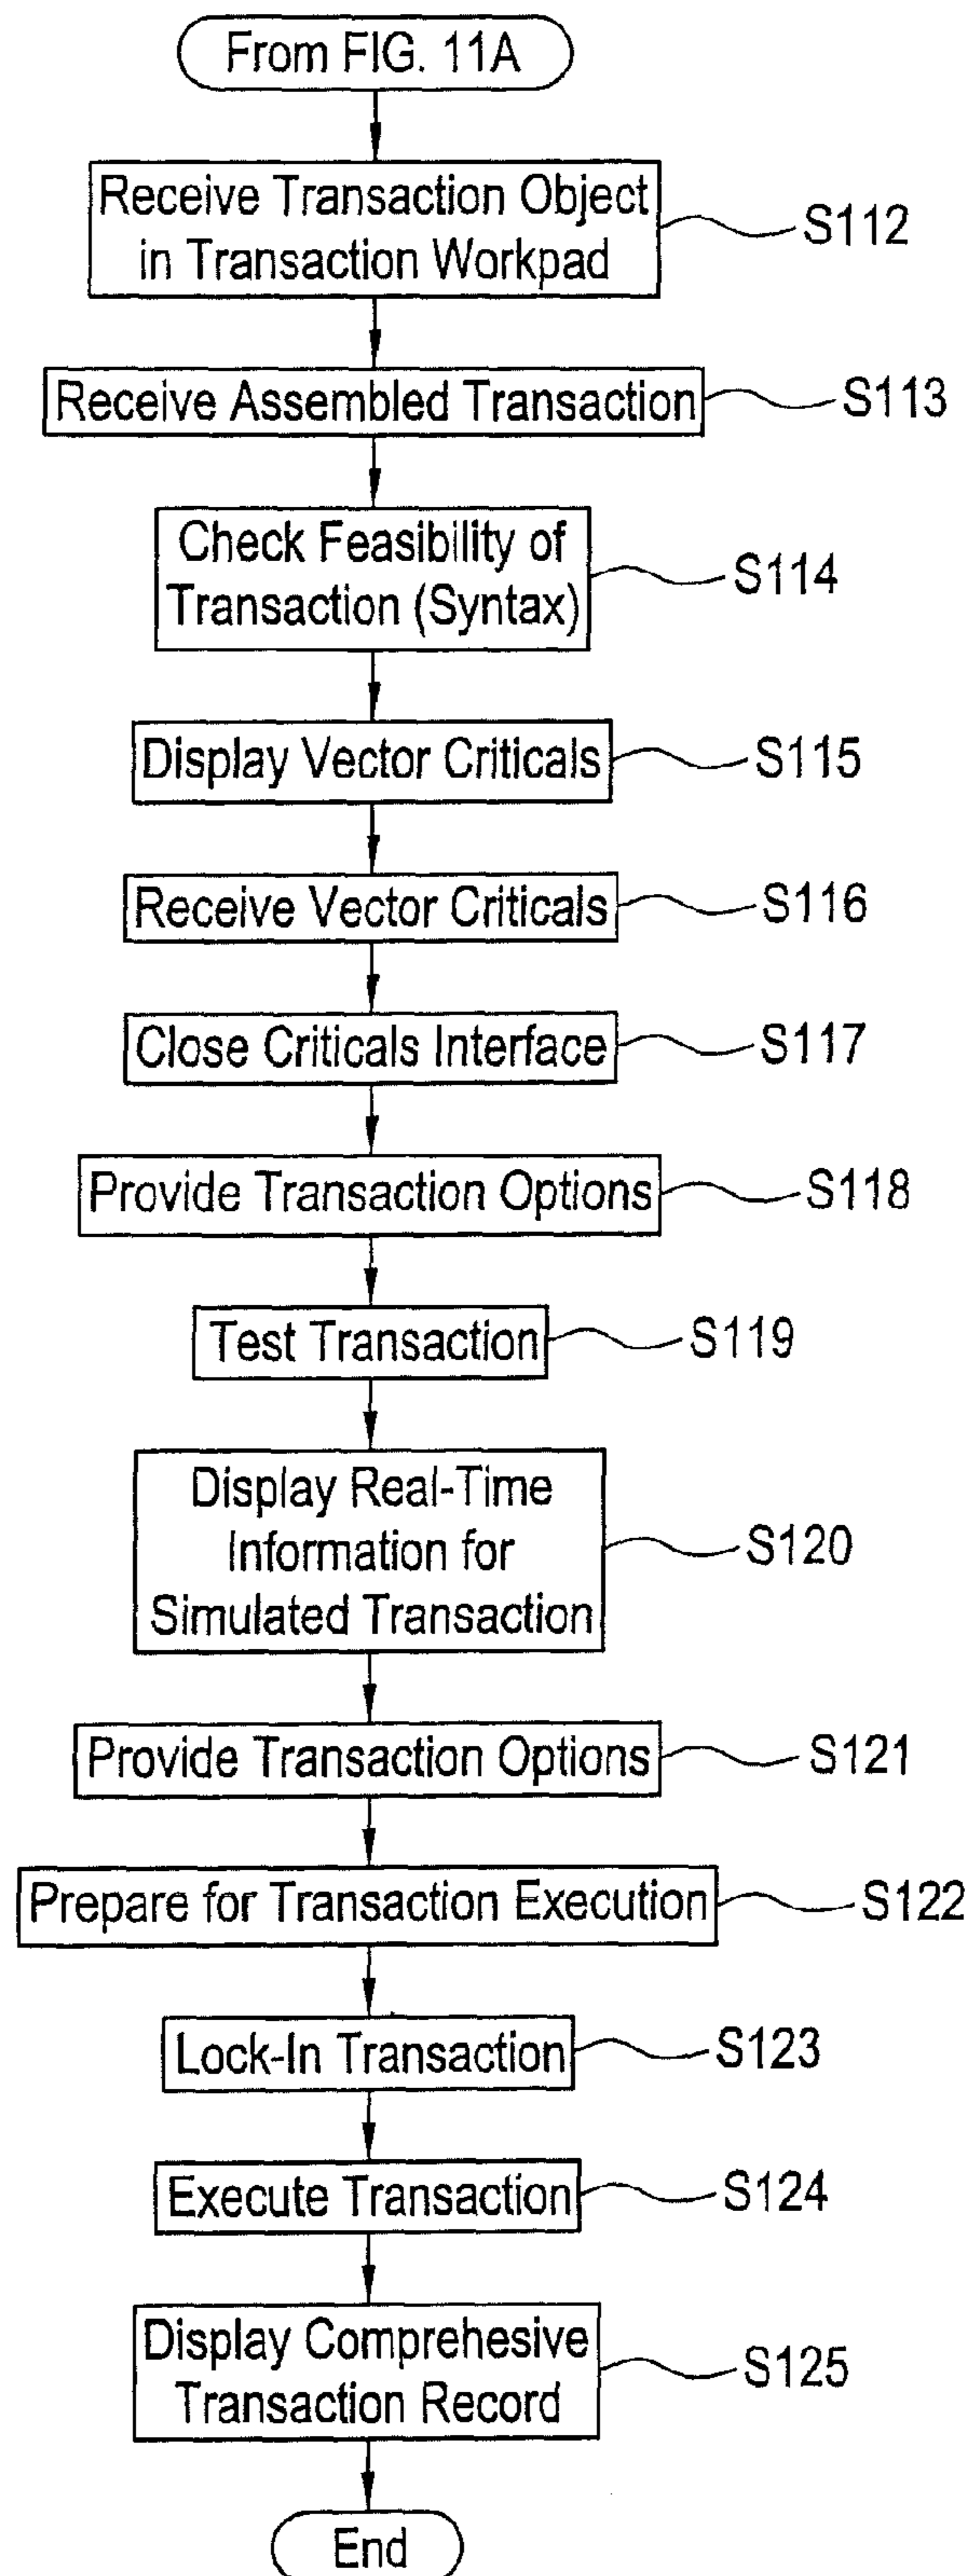 From FIG. 11A
Receive Transaction Object
in Transaction Workpad
S112
Receive Assembled Transaction
S113
Check Feasibility of
Transaction (Syntax)
S114
Display Vector Criticals
S115
Receive Vector Criticals
S116
Close Criticals Interface
S117
Provide Transaction Options
S118
Test Transaction
S119
Display Real-Time
Information for
Simulated Transaction
S120
Provide Transaction Options
S121
Prepare for Transaction Execution
S122
Lock-In Transaction
S123
Execute Transaction
S124
Display Comprehesive
Transaction Record
S125
End